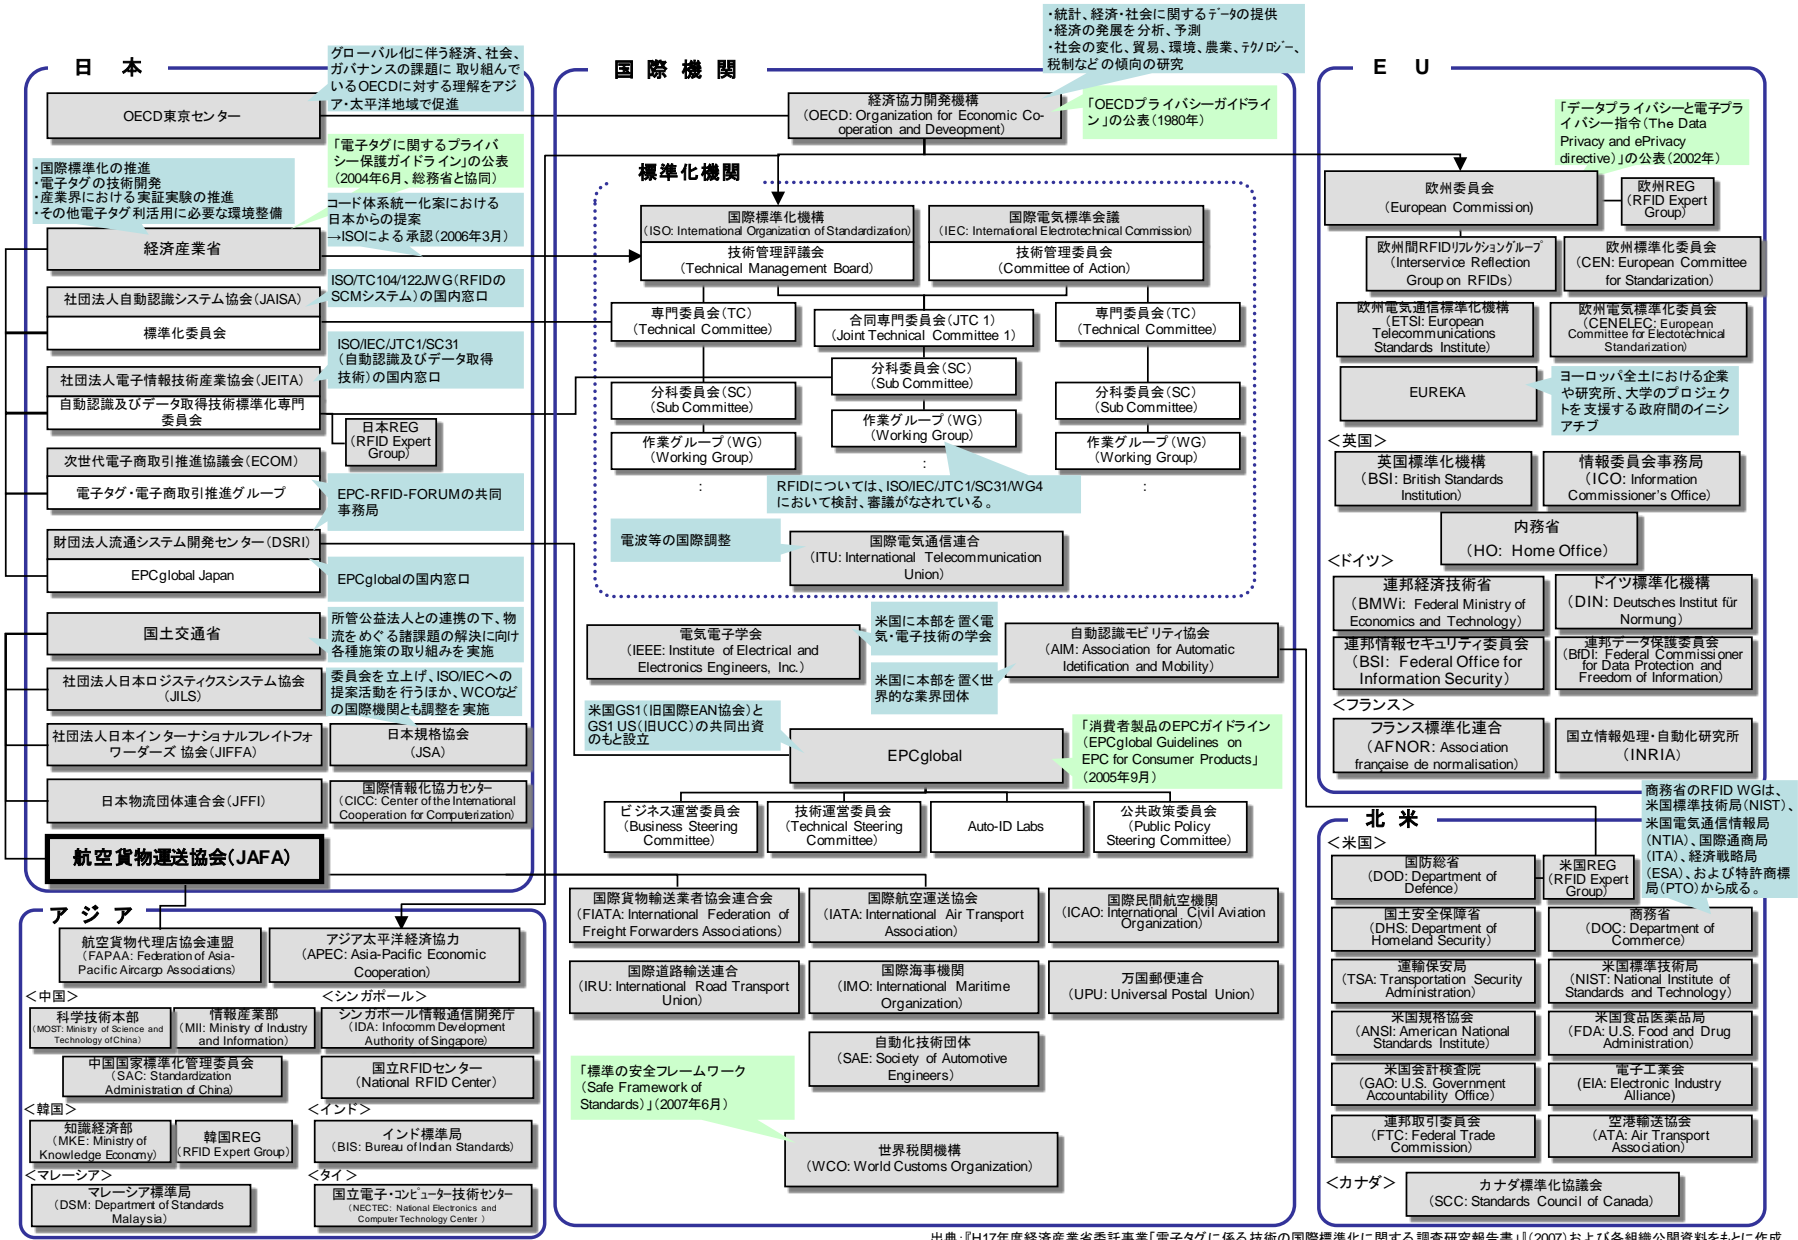 日　本
グローバル化に伴う経済、社会、
ガバナンスの課題に 取り組んで
いるOECDに対する理解をアジ
ア・太平洋地域で促進
OECD東京センター
「電子タグに関するプライバ
シー保護ガイドライン」の公表
（2004年6月、総務省と協同）
・国際標準化の推進
・電子タグの技術開発
・産業界における実証実験の推進
・その他電子タグ利活用に必要な環境整備
コード体系統一化案における
日本からの提案
→ISOによる承認（2006年3月）
経済産業省
社団法人自動認識システム協会（JAISA）
標準化委員会
ISO/TC104/122JWG（RFIDの
SCMシステム）の国内窓口
社団法人電子情報技術産業協会（JEITA）
自動認識及びデータ取得技術標準化専門
委員会
ISO/IEC/JTC1/SC31
（自動認識及びデータ取得
技術）の国内窓口
日本REG
（RFID Expert
Group）
次世代電子商取引推進協議会（ECOM）
電子タグ・電子商取引推進グループ
EPC-RFID-FORUMの共同
事務局
財団法人流通システム開発センター（DSRI）
EPCglobal Japan
EPCglobalの国内窓口
国土交通省
所管公益法人との連携の下、物
流をめぐる諸課題の解決に向け
各種施策の取り組みを実施
社団法人日本ロジスティクスシステム協会
（JILS）
委員会を立上げ、ISO/IECへの
提案活動を行うほか、WCOなど
の国際機関とも調整を実施
社団法人日本インターナショナルフレイトフォ
ワーダーズ 協会（JIFFA）
日本規格協会
（JSA）
日本物流団体連合会（JFFI）
国際情報化協力センター
（CICC: Center of the International
Cooperation for Computerization）
航空貨物運送協会（JAFA）
アジア
航空貨物代理店協会連盟
（FAPAA: Federation of Asia-
Pacific Aircargo Associations）
アジア太平洋経済協力
（APEC: Asia-Pacific Economic
Cooperation）
＜中国＞
科学技術本部
（MOST: Ministry of Science and
Technology of China）
情報産業部
（MII: Ministry of Industry
and Information）
中国国家標準化管理委員会
（SAC: Standardization
Administration of China）
＜シンガポール＞
シンガポール情報通信開発庁
（IDA: Infocomm Development
Authority of Singapore）
国立RFIDセンター
（National RFID Center）
＜韓国＞
知識経済部
（MKE: Ministry of
Knowledge Economy）
韓国REG
（RFID Expert Group）
＜インド＞
インド標準局
（BIS: Bureau of Indian Standards）
＜マレーシア＞
マレーシア標準局
（DSM: Department of Standards
Malaysia）
＜タイ＞
国立電子・コンピューター技術センター
（NECTEC: National Electronics and
Computer Technology Center ）
国際機関
・統計、経済・社会に関するデータの提供
・経済の発展を分析、予測
・社会の変化、貿易、環境、農業、テクノロジー、
税制などの傾向の研究
経済協力開発機構
（OECD: Organization for Economic Co-
operation and Deveopment）
「OECDプライバシーガイドライ
ン」の公表（1980年）
標準化機関
国際標準化機構
（ISO: International Organization of Standardization）
技術管理評議会
（Technical Management Board）
国際電気標準会議
（IEC: International Electrotechnical Commission）
技術管理委員会
（Committee of Action）
専門委員会（TC）
（Technical Committee）
合同専門委員会（JTC 1）
（Joint Technical Committee 1）
専門委員会（TC）
（Technical Committee）
分科委員会（SC）
（Sub Committee）
分科委員会（SC）
（Sub Committee）
分科委員会（SC）
（Sub Committee）
作業グループ（WG）
（Working Group）
作業グループ（WG）
（Working Group）
作業グループ（WG）
（Working Group）
：
：
：
RFIDについては、ISO/IEC/JTC1/SC31/WG4
において検討、審議がなされている。
電波等の国際調整
国際電気通信連合
（ITU: International Telecommunication
Union）
電気電子学会
（IEEE: Institute of Electrical and
Electronics Engineers, Inc.）
米国に本部を置く電
気・電子技術の学会
自動認識モビリティ協会
（AIM: Association for Automatic
Idetification and Mobility）
米国に本部を置く世
界的な業界団体
米国GS1（旧国際EAN協会）と
GS1 US（旧UCC）の共同出資
のもと設立
EPCglobal
「消費者製品のEPCガイドライン
（EPCglobal Guidelines on
EPC for Consumer Products」
（2005年9月）
ビジネス運営委員会
（Business Steering
Committee）
技術運営委員会
（Technical Steering
Committee）
Auto-ID Labs
公共政策委員会
（Public Policy
Steering Committee）
国際貨物輸送業者協会連合会
（FIATA: International Federation of
Freight Forwarders Associations）
国際航空運送協会
（IATA: International Air Transport
Association）
国際民間航空機関
（ICAO: International Civil Aviation
Organization）
国際道路輸送連合
（IRU: International Road Transport
Union）
国際海事機関
（IMO: International Maritime
Organization）
万国郵便連合
（UPU: Universal Postal Union）
自動化技術団体
（SAE: Society of Automotive
Engineers）
「標準の安全フレームワーク
（Safe Framework of
Standards）」（2007年6月）
世界税関機構
（WCO: World Customs Organization）
ＥＵ
「データプライバシーと電子プラ
イバシー指令（The Data
Privacy and ePrivacy
directive）」の公表（2002年）
欧州委員会
（European Commission）
欧州REG
（RFID Expert
Group）
欧州間RFIDリフレクショングループ
（Interservice Reflection
Group on RFIDs）
欧州標準化委員会
（CEN: European Committee
for Standarization）
欧州電気通信標準化機構
（ETSI: European
Telecommunications
Standards Institute）
欧州電気標準化委員会
（CENELEC: European
Committee for Electotechnical
Standarization）
EUREKA
ヨーロッパ全土における企業
や研究所、大学のプロジェク
トを支援する政府間のイニシ
アチブ
＜英国＞
英国標準化機構
（BSI: British Standards
Institution）
情報委員会事務局
（ICO: Information
Commissioner's Office）
内務省
（HO: Home Office）
＜ドイツ＞
連邦経済技術省
（BMWi: Federal Ministry of
Economics and Technology）
ドイツ標準化機構
（DIN: Deutsches Institut für
Normung）
連邦情報セキュリティ委員会
（BSI: Federal Office for
Information Security）
連邦データ保護委員会
（BfDI: Federal Commissioner
for Data Protection and
Freedom of Information）
＜フランス＞
フランス標準化連合
（AFNOR: Association
française de normalisation）
国立情報処理・自動化研究所
（INRIA）
北米
商務省のRFID WGは、
米国標準技術局（NIST）、
米国電気通信情報局
（NTIA）、国際通商局
（ITA）、経済戦略局
（ESA）、および特許商標
局（PTO）から成る。
＜米国＞
国防総省
（DOD: Department of
Defence）
米国REG
（RFID Expert
Group）
国土安全保障省
（DHS: Department of
Homeland Security）
商務省
（DOC: Department of
Commerce）
運輸保安局
（TSA: Transportation Security
Administration）
米国標準技術局
（NIST: National Institute of
Standards and Technology）
米国規格協会
（ANSI: American National
Standards Institute）
米国食品医薬品局
（FDA: U.S. Food and Drug
Administration）
米国会計検査院
（GAO: U.S. Government
Accountability Office）
電子工業会
（EIA: Electronic Industry
Alliance）
連邦取引委員会
（FTC: Federal Trade
Commission）
空港輸送協会
（ATA: Air Transport
Association）
＜カナダ＞
カナダ標準化協議会
（SCC: Standards Council of Canada）
出典：『H17年度経済産業省委託事業「電子タグに係る技術の国際標準化に関する調査研究報告書」』（2007）および各組織公開資料をもとに作成